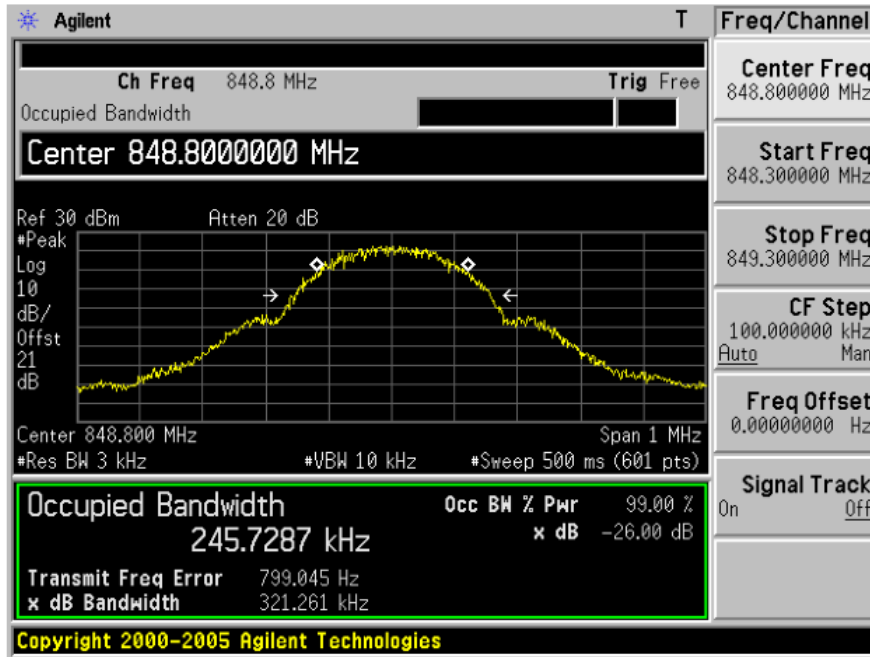 Agilent T Freq/Channel
Ch Freq 848.8 MHz Trig Free
Occupied Bandwidth
Center 848.8000000 MHz
Ref 30 dBm Atten 20 dB
#Peak
Log
10
dB/
Offst
21
dB
Center 848.800 MHz Span 1 MHz
#Res BW 3 kHz #VBW 10 kHz #Sweep 500 ms (601 pts)
Occupied Bandwidth Occ BW % Pwr 99.00 %
245.7287 kHz x dB -26.00 dB
Transmit Freq Error 799.045 Hz
x dB Bandwidth 321.261 kHz
Copyright 2000-2005 Agilent Technologies
Center Freq
848.800000 MHz
Start Freq
848.300000 MHz
Stop Freq
849.300000 MHz
CF Step
100.000000 kHz
Auto Man
Freq Offset
0.00000000 Hz
Signal Track
On Off